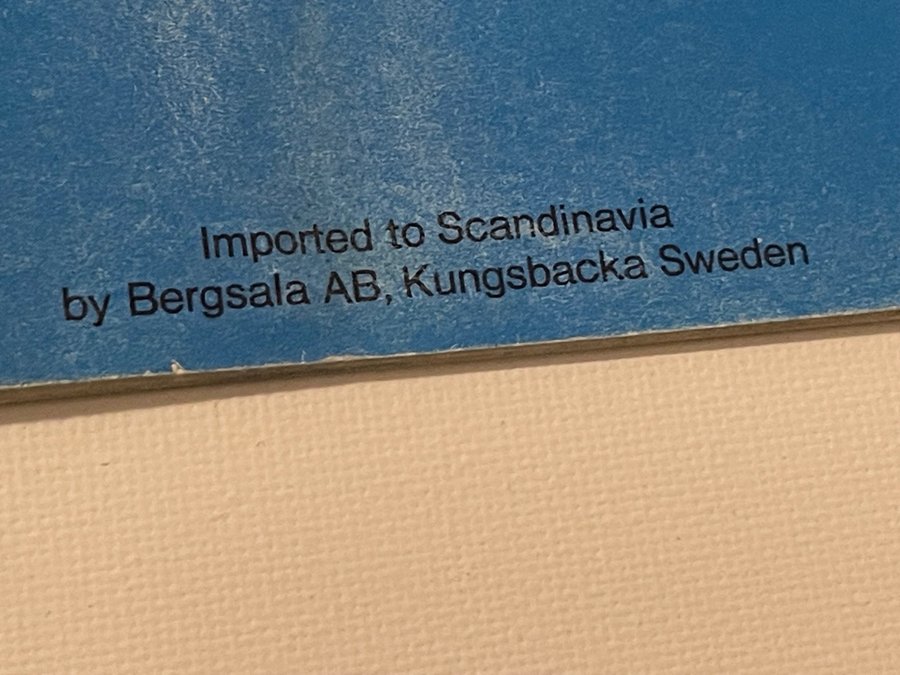 Imported to Scandinavia
by Bergsala AB, Kungsbacka Sweden